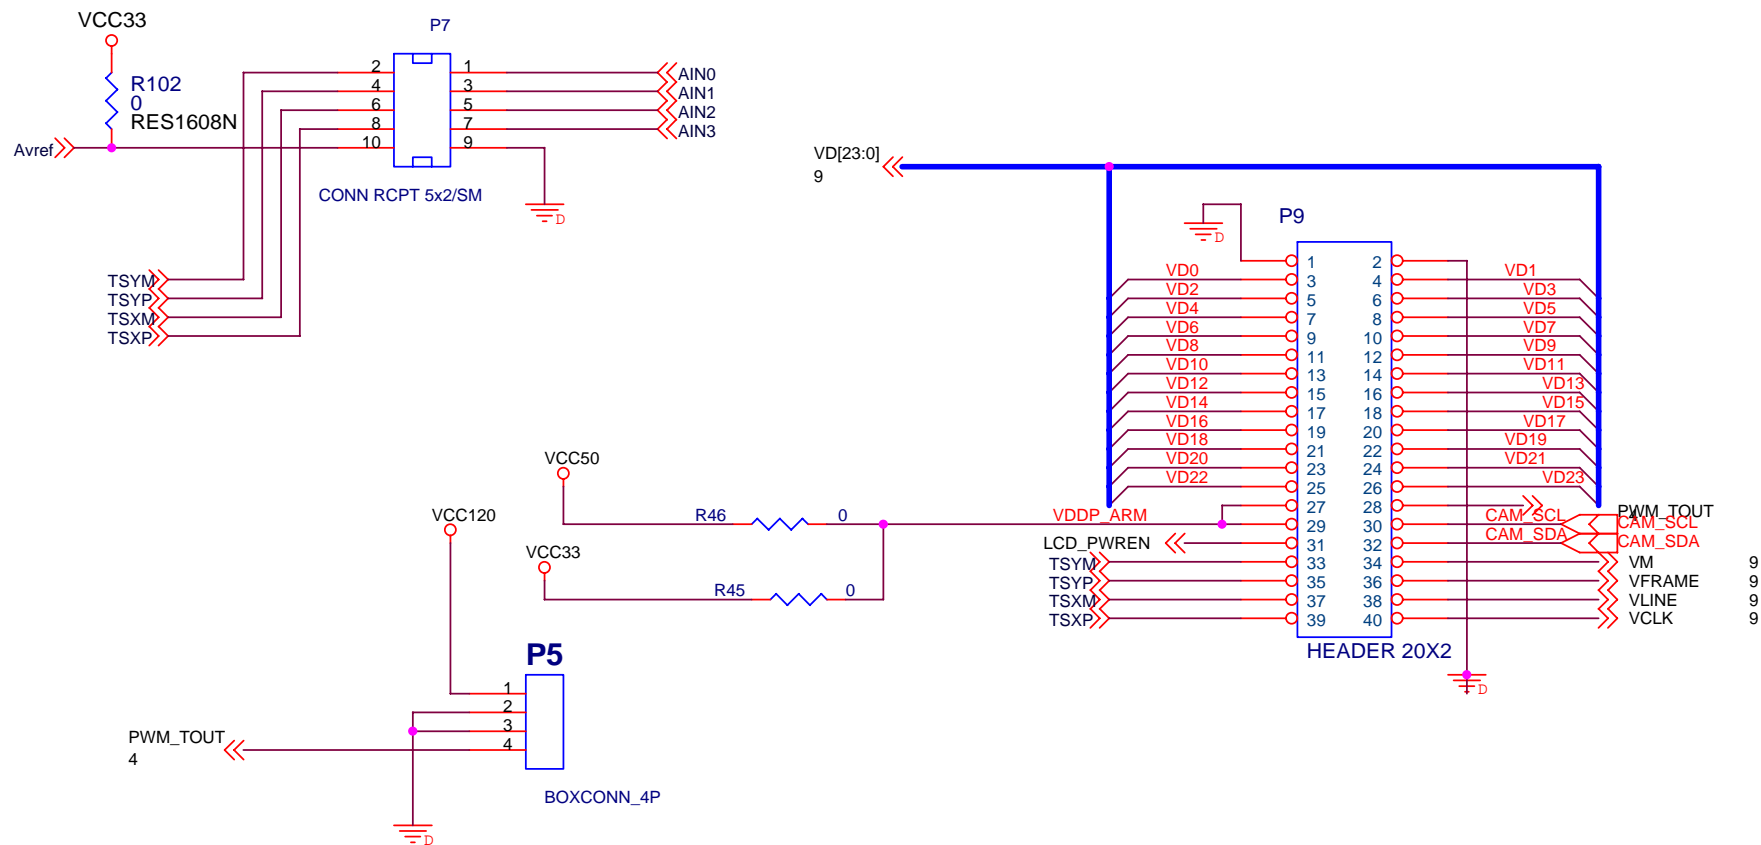 VCC33
P7
R102
0
RES1608N
Avref
2 1
4 3
6 5
8 7
10 9
AIN0
AIN1
AIN2
AIN3
CONN RCPT 5x2/SM
D
TSYM
TSYP
TSXM
TSXP
VD[23:0]
9
P9
D
1 2
VD0 3 4 VD1
VD2 5 6 VD3
VD4 7 8 VD5
VD6 9 10 VD7
VD8 11 12 VD9
VD10 13 14 VD11
VD12 15 16 VD13
VD14 17 18 VD15
VD16 19 20 VD17
VD18 21 22 VD19
VD20 23 24 VD21
VD22 25 26 VD23
27 28 PWM_TOUT
4
VDDP_ARM 29 30 CAM_SCL CAM_SCL
LCD_PWREN 31 32 CAM_SDA CAM_SDA
TSYM 33 34 VM 9
TSYP 35 36 VFRAME 9
TSXM 37 38 VLINE 9
TSXP 39 40 VCLK 9
HEADER 20X2
D
VCC50
R46 0
VCC120
VCC33
R45 0
P5
1
2
3
4
PWM_TOUT
4
BOXCONN_4P
D